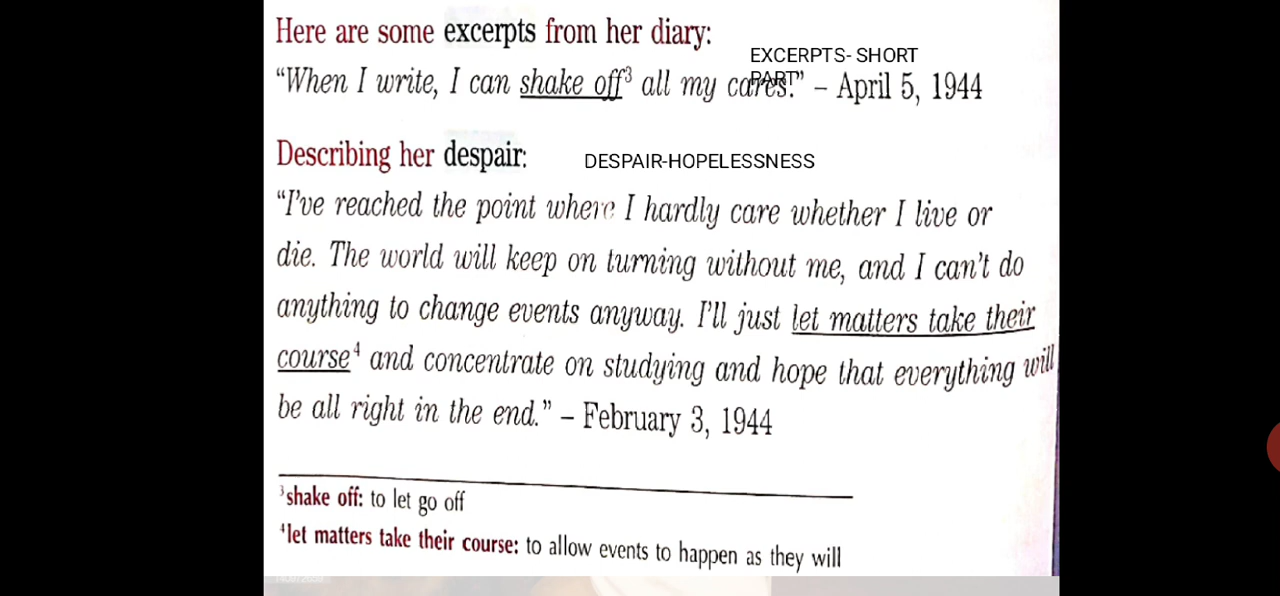 Here are some excerpts from her diary:
EXCERPTS- SHORT
PART
“When I write, I can shake off³ all my cares.” – April 5, 1944
Describing her despair:
DESPAIR-HOPELESSNESS
“I’ve reached the point where I hardly care whether I live or
die. The world will keep on turning without me, and I can’t do
anything to change events anyway. I’ll just let matters take their
course⁴ and concentrate on studying and hope that everything will
be all right in the end.” – February 3, 1944
³shake off: to let go off
⁴let matters take their course: to allow events to happen as they will